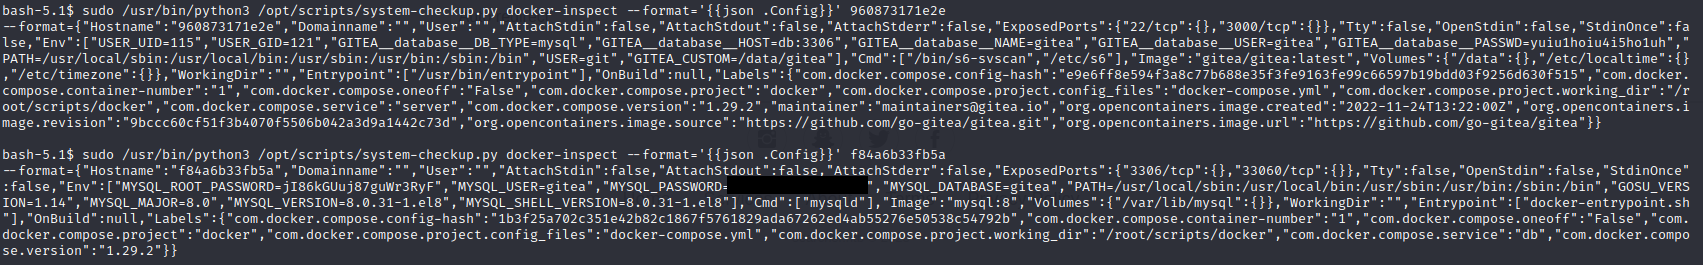 bash-5.1$ sudo /usr/bin/python3 /opt/scripts/system-checkup.py docker-inspect --format='{{json .Config}}' 960873171e2e
--format={"Hostname":"960873171e2e","Domainname":"","User":"","AttachStdin":false,"AttachStdout":false,"AttachStderr":false,"ExposedPorts":{"22/tcp":{},"3000/tcp":{}},"Tty":false,"OpenStdin":false,"StdinOnce":fa
lse,"Env":["USER_UID=115","USER_GID=121","GITEA__database__DB_TYPE=mysql","GITEA__database__HOST=db:3306","GITEA__database__NAME=gitea","GITEA__database__USER=gitea","GITEA__database__PASSWD=yuiu1hoiu4i5ho1uh","
PATH=/usr/local/sbin:/usr/local/bin:/usr/sbin:/usr/bin:/sbin:/bin","USER=git","GITEA_CUSTOM=/data/gitea"],"Cmd":["/bin/s6-svscan","/etc/s6"],"Image":"gitea/gitea:latest","Volumes":{"/data":{},"/etc/localtime":{}
,"/etc/timezone":{}},"WorkingDir":"","Entrypoint":["/usr/bin/entrypoint"],"OnBuild":null,"Labels":{"com.docker.compose.config-hash":"e9e6ff8e594f3a8c77b688e35f3fe9163fe99c66597b19bdd03f9256d630f515","com.docker.
compose.container-number":"1","com.docker.compose.oneoff":"False","com.docker.compose.project":"docker","com.docker.compose.project.config_files":"docker-compose.yml","com.docker.compose.project.working_dir":"/r
oot/scripts/docker","com.docker.compose.service":"server","com.docker.compose.version":"1.29.2","maintainer":"maintainers@gitea.io","org.opencontainers.image.created":"2022-11-24T13:22:00Z","org.opencontainers.i
mage.revision":"9bccc60cf51f3b4070f5506b042a3d9a1442c73d","org.opencontainers.image.source":"https://github.com/go-gitea/gitea.git","org.opencontainers.image.url":"https://github.com/go-gitea/gitea"}}
bash-5.1$ sudo /usr/bin/python3 /opt/scripts/system-checkup.py docker-inspect --format='{{json .Config}}' f84a6b33fb5a
--format={"Hostname":"f84a6b33fb5a","Domainname":"","User":"","AttachStdin":false,"AttachStdout":false,"AttachStderr":false,"ExposedPorts":{"3306/tcp":{},"33060/tcp":{}},"Tty":false,"OpenStdin":false,"StdinOnce"
:false,"Env":["MYSQL_ROOT_PASSWORD=jI86kGUuj87guWr3RyF","MYSQL_USER=gitea","MYSQL_PASSWORD= ,"MYSQL_DATABASE=gitea","PATH=/usr/local/sbin:/usr/local/bin:/usr/sbin:/usr/bin:/sbin:/bin","GOSU_VER
SION=1.14","MYSQL_MAJOR=8.0","MYSQL_VERSION=8.0.31-1.el8","MYSQL_SHELL_VERSION=8.0.31-1.el8"],"Cmd":["mysqld"],"Image":"mysql:8","Volumes":{"/var/lib/mysql":{}},"WorkingDir":"","Entrypoint":["docker-entrypoint.sh
"],"OnBuild":null,"Labels":{"com.docker.compose.config-hash":"1b3f25a702c351e42b82c1867f5761829ada67262ed4ab55276e50538c54792b","com.docker.compose.container-number":"1","com.docker.compose.oneoff":"False","com.d
ocker.compose.project":"docker","com.docker.compose.project.config_files":"docker-compose.yml","com.docker.compose.project.working_dir":"/root/scripts/docker","com.docker.compose.service":"db","com.docker.compo
se.version":"1.29.2"}}